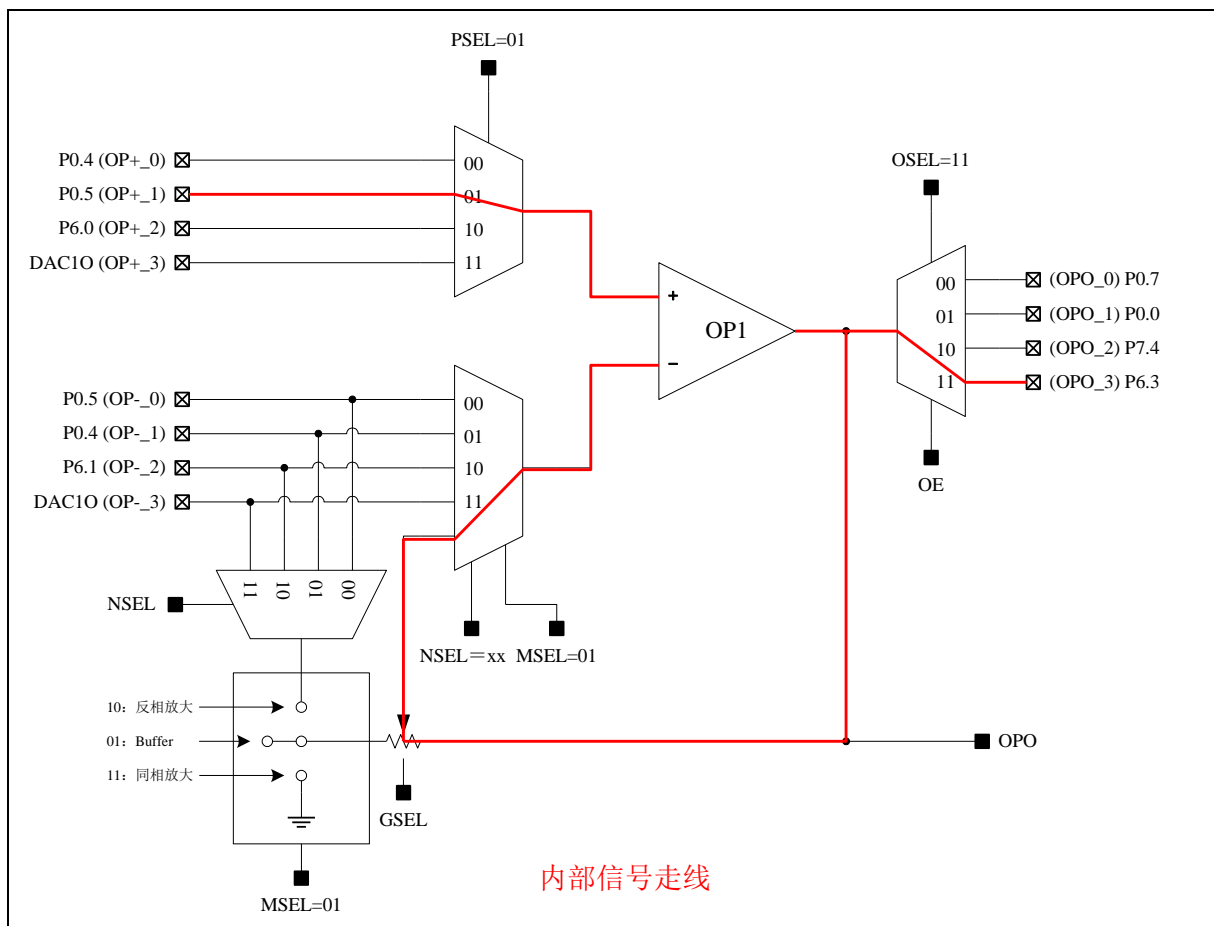 PSEL=01
P0.4 (OP+_0)
P0.5 (OP+_1)
P6.0 (OP+_2)
DAC1O (OP+_3)
00
01
10
11
OSEL=11
00
01
10
11
(OPO_0) P0.7
(OPO_1) P0.0
(OPO_2) P7.4
(OPO_3) P6.3
OE
+
OP1
−
P0.5 (OP-_0)
P0.4 (OP-_1)
P6.1 (OP-_2)
DAC1O (OP-_3)
00
01
10
11
11
10
01
00
NSEL
NSEL＝xx MSEL=01
10：反相放大
01：Buffer
11：同相放大
OPO
GSEL
MSEL=01
内部信号走线